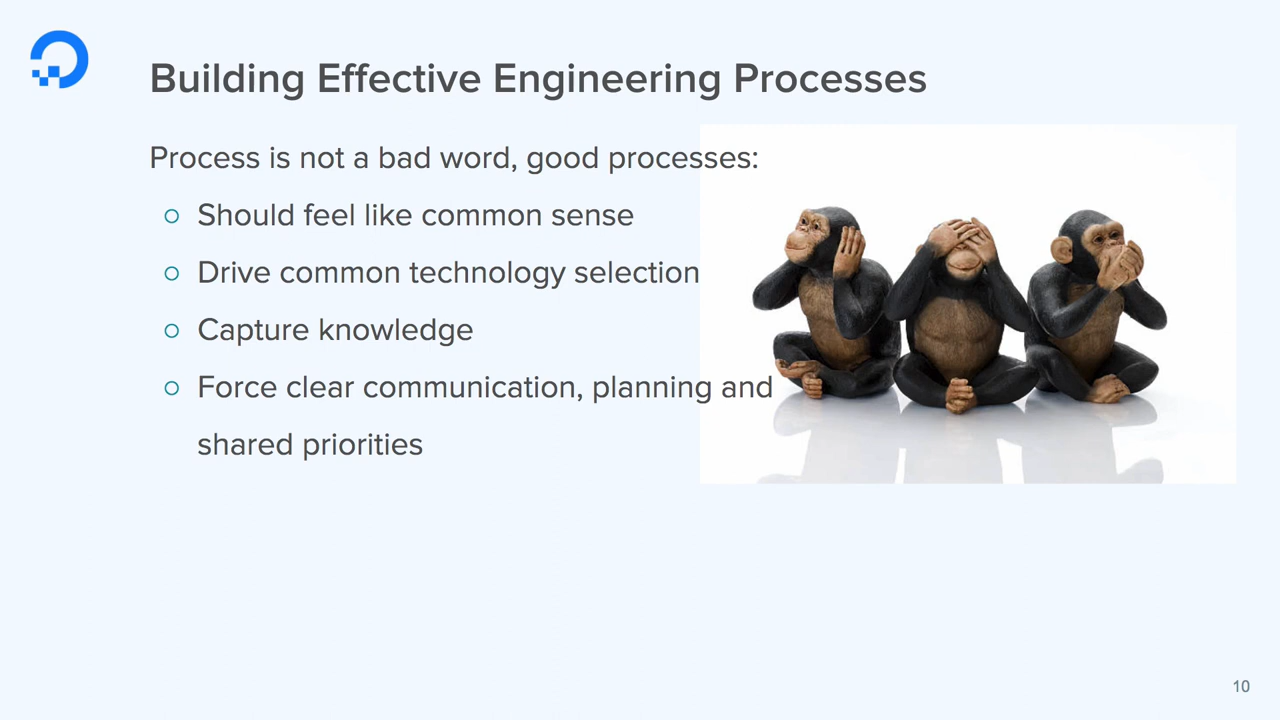 Building Effective Engineering Processes
Process is not a bad word, good processes:
○ Should feel like common sense
○ Drive common technology selection
○ Capture knowledge
○ Force clear communication, planning and
shared priorities
10